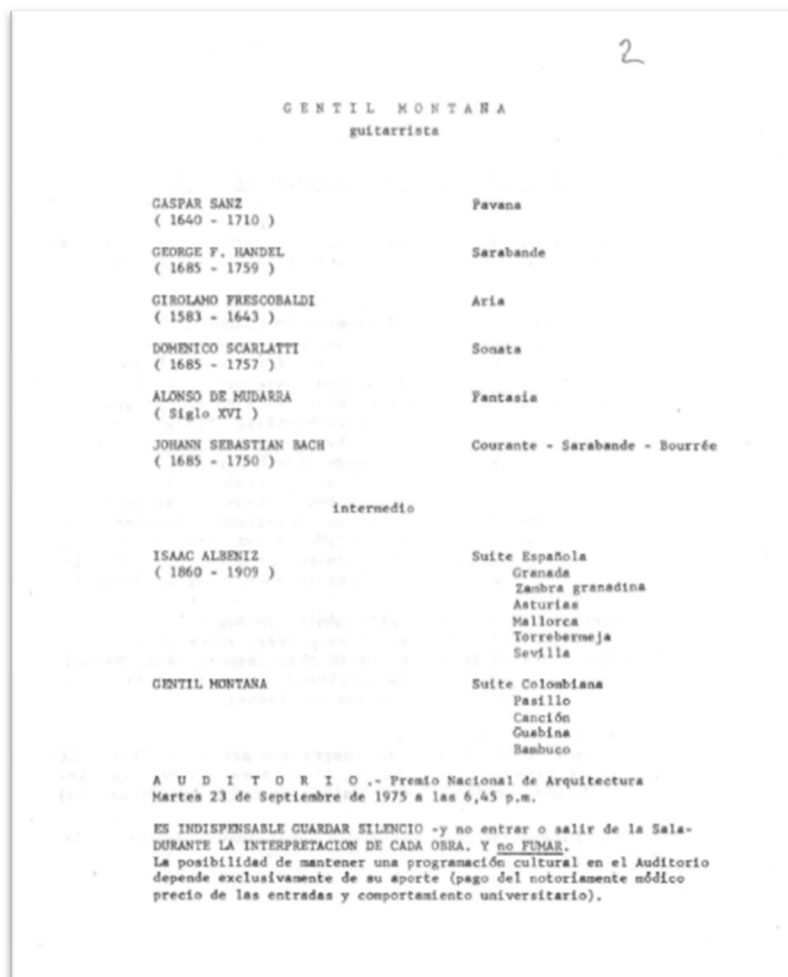 2
G E N T I L   M O N T A Ñ A
guitarrista
GASPAR SANZ Pavana
( 1640 - 1710 )
GEORGE F. HANDEL Sarabande
( 1685 - 1759 )
GIROLAMO FRESCOBALDI Aria
( 1583 - 1643 )
DOMENICO SCARLATTI Sonata
( 1685 - 1757 )
ALONSO DE MUDARRA Fantasia
( Siglo XVI )
JOHANN SEBASTIAN BACH Courante - Sarabande - Bourrée
( 1685 - 1750 )
intermedio
ISAAC ALBENIZ Suite Española
( 1860 - 1909 ) Granada
Zambra granadina
Asturias
Mallorca
Torrebermeja
Sevilla
GENTIL MONTAÑA Suite Colombiana
Pasillo
Canción
Guabina
Bambuco
A U D I T O R I O .- Premio Nacional de Arquitectura
Martes 23 de Septiembre de 1975 a las 6,45 p.m.
ES INDISPENSABLE GUARDAR SILENCIO -y no entrar o salir de la Sala-
DURANTE LA INTERPRETACION DE CADA OBRA. Y no FUMAR.
La posibilidad de mantener una programación cultural en el Auditorio
depende exclusivamente de su aporte (pago del notoriamente módico
precio de las entradas y comportamiento universitario).